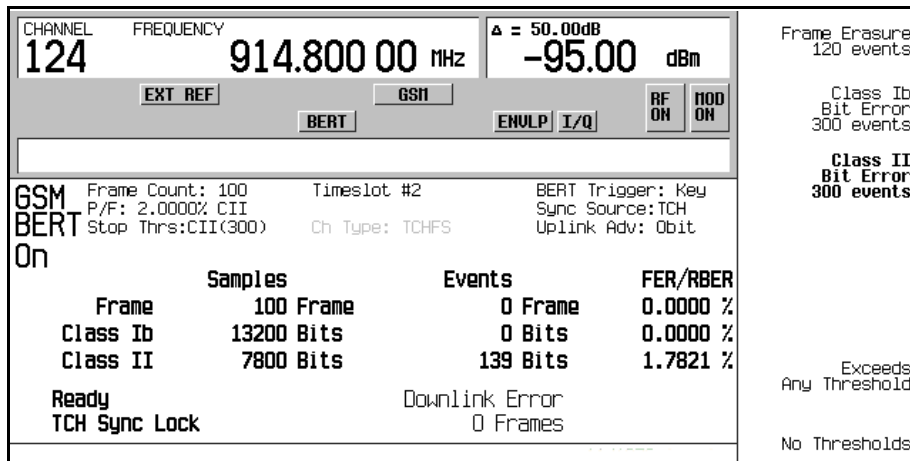 CHANNEL FREQUENCY Δ = 50.00dB
124 914.800 00 MHz -95.00 dBm
EXT REF GSM RF ON MOD ON
BERT ENVLP I/Q
GSM BERT On
Frame Count: 100 Timeslot #2 BERT Trigger: Key
P/F: 2.0000% CII Sync Source:TCH
Stop Thrs:CII(300) Ch Type: TCHFS Uplink Adv: 0bit
Samples Events FER/RBER
Frame 100 Frame 0 Frame 0.0000 %
Class Ib 13200 Bits 0 Bits 0.0000 %
Class II 7800 Bits 139 Bits 1.7821 %
Ready Downlink Error
TCH Sync Lock 0 Frames
Frame Erasure
120 events
Class Ib
Bit Error
300 events
Class II
Bit Error
300 events
Exceeds
Any Threshold
No Thresholds